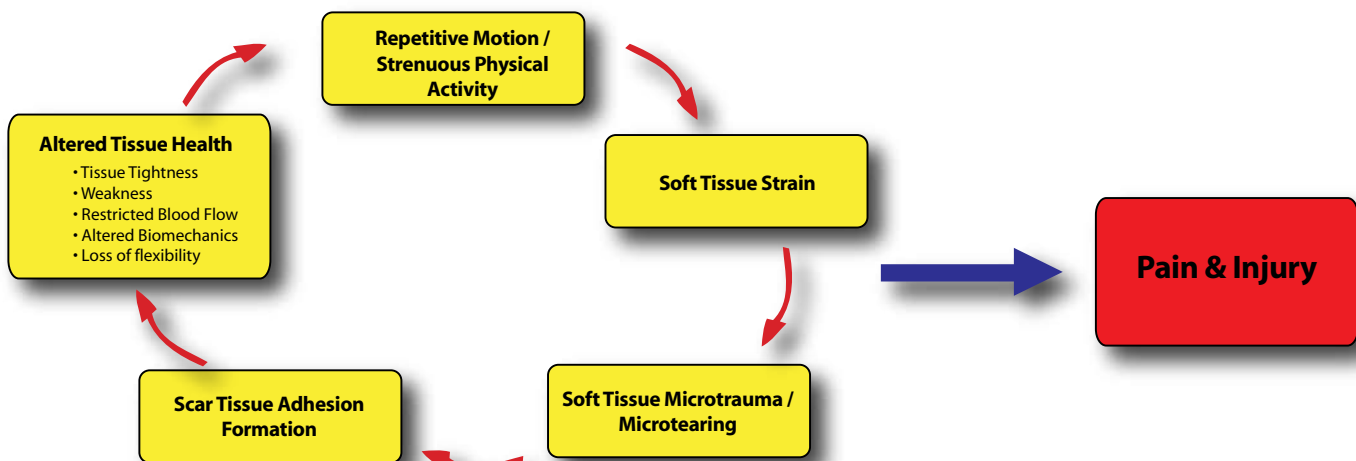 Repetitive Motion /
Strenuous Physical
Activity
Soft Tissue Strain
Pain & Injury
Soft Tissue Microtrauma /
Microtearing
Scar Tissue Adhesion
Formation
Altered Tissue Health
• Tissue Tightness
• Weakness
• Restricted Blood Flow
• Altered Biomechanics
• Loss of flexibility